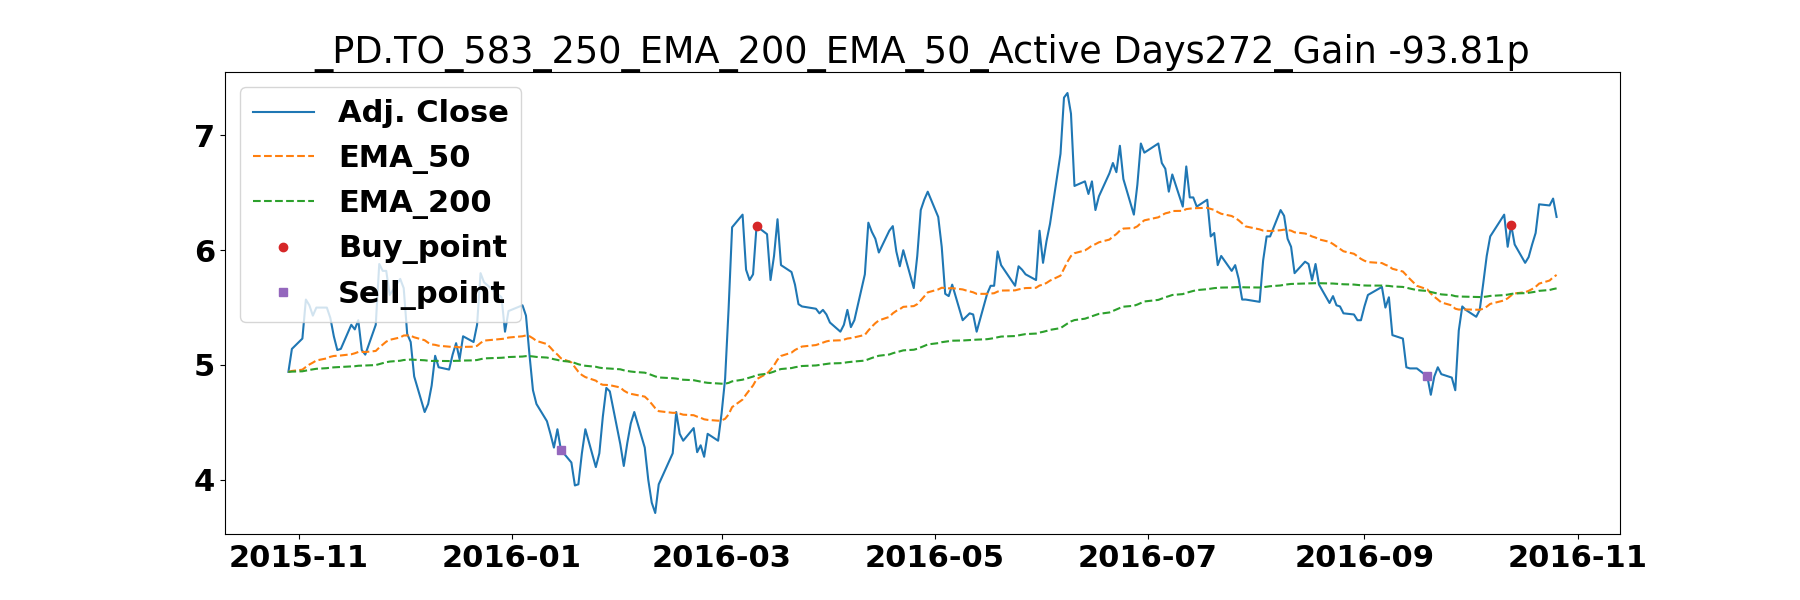 _PD.TO_583_250_EMA_200_EMA_50_Active Days272_Gain -93.81p
Adj. Close
EMA_50
EMA_200
Buy_point
Sell_point
7
6
5
4
2015-11 2016-01 2016-03 2016-05 2016-07 2016-09 2016-11